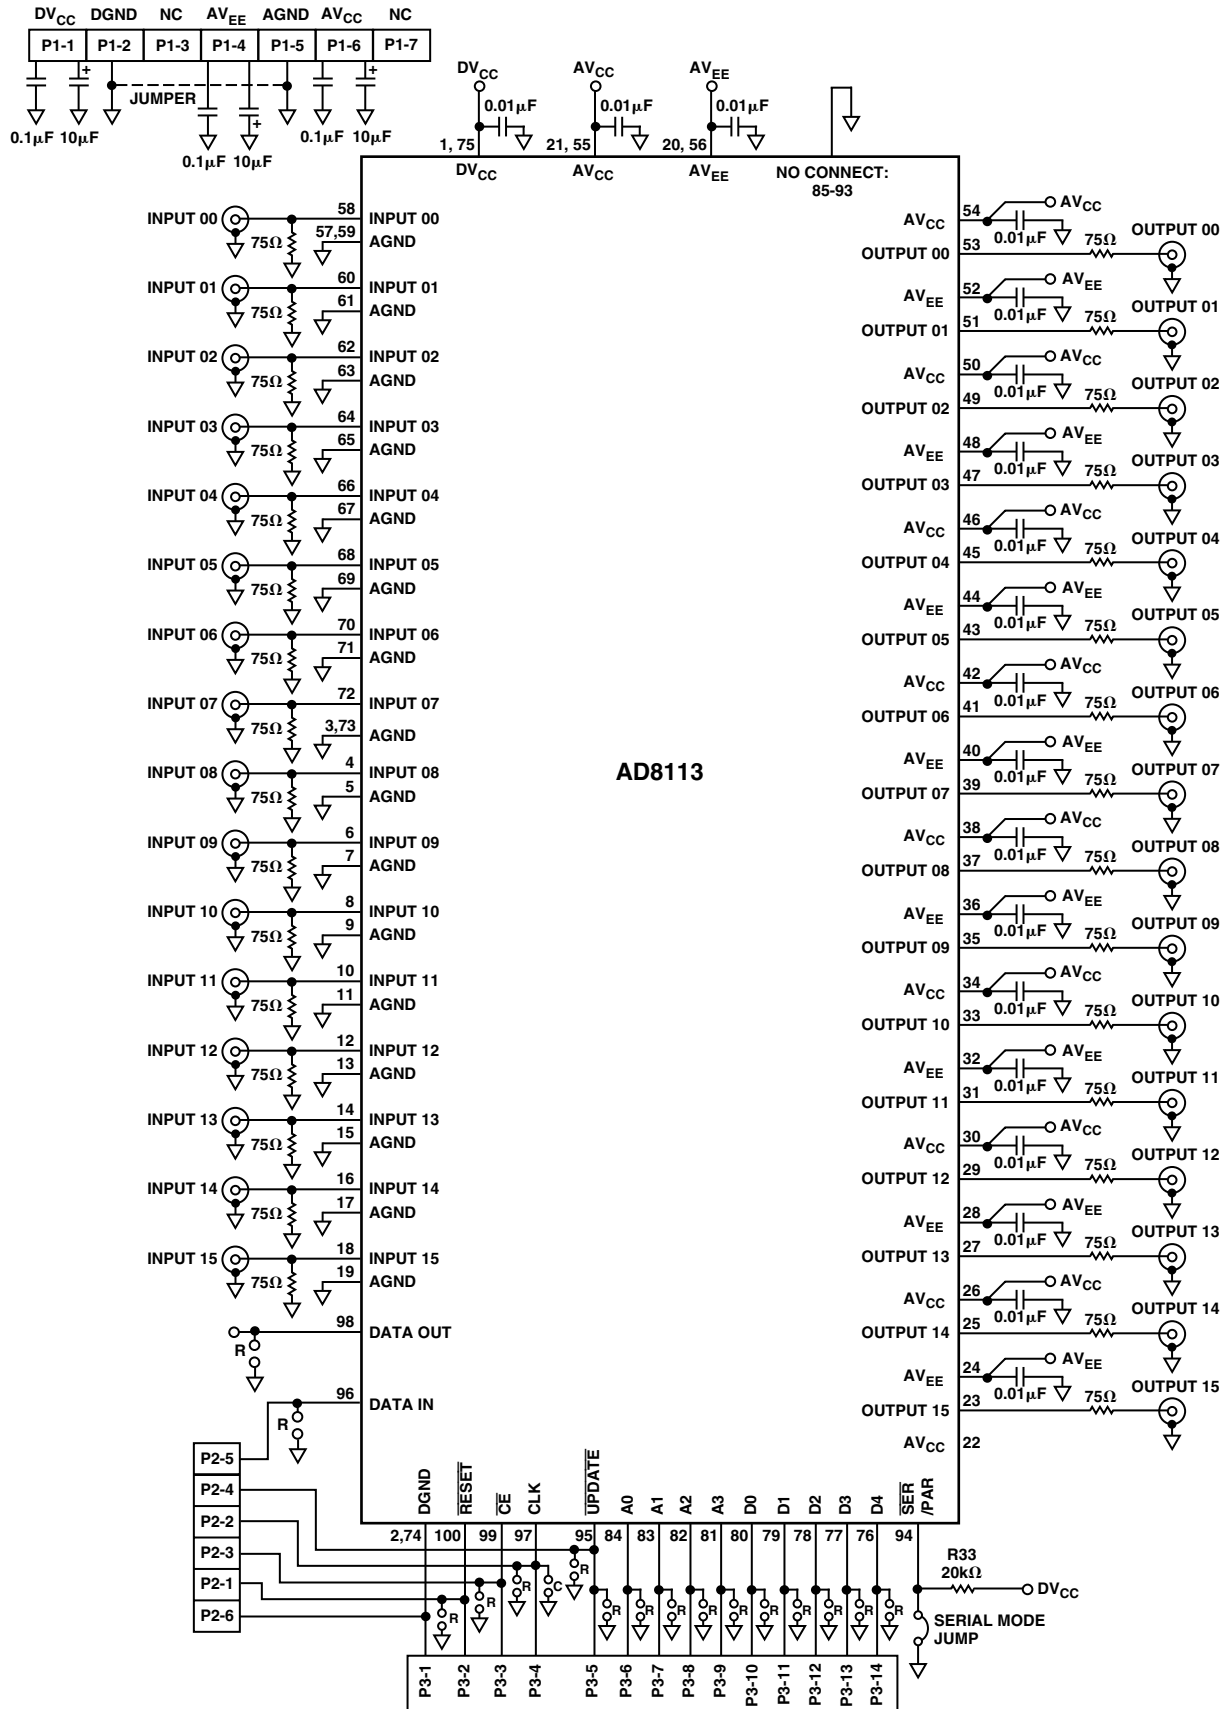 DVCC DGND NC AVEE AGND AVCC NC
P1-1 P1-2 P1-3 P1-4 P1-5 P1-6 P1-7
+ +
JUMPER
+
0.1µF 10µF 0.1µF 10µF
0.1µF 10µF
DVCC AVCC AVEE
0.01µF 0.01µF 0.01µF
1, 75 21, 55 20, 56
DVCC AVCC AVEE NO CONNECT:
85-93
INPUT 00 58 INPUT 00
75Ω 57,59 AGND
INPUT 01 60 INPUT 01
75Ω 61 AGND
INPUT 02 62 INPUT 02
75Ω 63 AGND
INPUT 03 64 INPUT 03
75Ω 65 AGND
INPUT 04 66 INPUT 04
75Ω 67 AGND
INPUT 05 68 INPUT 05
75Ω 69 AGND
INPUT 06 70 INPUT 06
75Ω 71 AGND
INPUT 07 72 INPUT 07
75Ω 3,73 AGND
INPUT 08 4 INPUT 08
75Ω 5 AGND
INPUT 09 6 INPUT 09
75Ω 7 AGND
INPUT 10 8 INPUT 10
75Ω 9 AGND
INPUT 11 10 INPUT 11
75Ω 11 AGND
INPUT 12 12 INPUT 12
75Ω 13 AGND
INPUT 13 14 INPUT 13
75Ω 15 AGND
INPUT 14 16 INPUT 14
75Ω 17 AGND
INPUT 15 18 INPUT 15
75Ω 19 AGND
98 DATA OUT
R
96 DATA IN
R
AD8113
AVCC 54 AVCC
0.01µF
OUTPUT 00 53 75Ω OUTPUT 00
AVEE 52 AVEE
0.01µF
OUTPUT 01 51 75Ω OUTPUT 01
AVCC 50 AVCC
0.01µF
OUTPUT 02 49 75Ω OUTPUT 02
AVEE 48 AVEE
0.01µF
OUTPUT 03 47 75Ω OUTPUT 03
AVCC 46 AVCC
0.01µF
OUTPUT 04 45 75Ω OUTPUT 04
AVEE 44 AVEE
0.01µF
OUTPUT 05 43 75Ω OUTPUT 05
AVCC 42 AVCC
0.01µF
OUTPUT 06 41 75Ω OUTPUT 06
AVEE 40 AVEE
0.01µF
OUTPUT 07 39 75Ω OUTPUT 07
AVCC 38 AVCC
0.01µF
OUTPUT 08 37 75Ω OUTPUT 08
AVEE 36 AVEE
0.01µF
OUTPUT 09 35 75Ω OUTPUT 09
AVCC 34 AVCC
0.01µF
OUTPUT 10 33 75Ω OUTPUT 10
AVEE 32 AVEE
0.01µF
OUTPUT 11 31 75Ω OUTPUT 11
AVCC 30 AVCC
0.01µF
OUTPUT 12 29 75Ω OUTPUT 12
AVEE 28 AVEE
0.01µF
OUTPUT 13 27 75Ω OUTPUT 13
AVCC 26 AVCC
0.01µF
OUTPUT 14 25 75Ω OUTPUT 14
AVEE 24 AVEE
0.01µF
OUTPUT 15 23 75Ω OUTPUT 15
AVCC 22
P2-5
P2-4
P2-2
P2-3
P2-1
P2-6
DGND RESET CE CLK UPDATE A0 A1 A2 A3 D0 D1 D2 D3 D4 SER
/PAR
2,74 100 99 97 95 84 83 82 81 80 79 78 77 76 94
R R R C R
R R R R R R R R R R
R33
20kΩ
DVCC
SERIAL MODE
JUMP
P3-1 P3-2 P3-3 P3-4 P3-5 P3-6 P3-7 P3-8 P3-9 P3-10 P3-11 P3-12 P3-13 P3-14